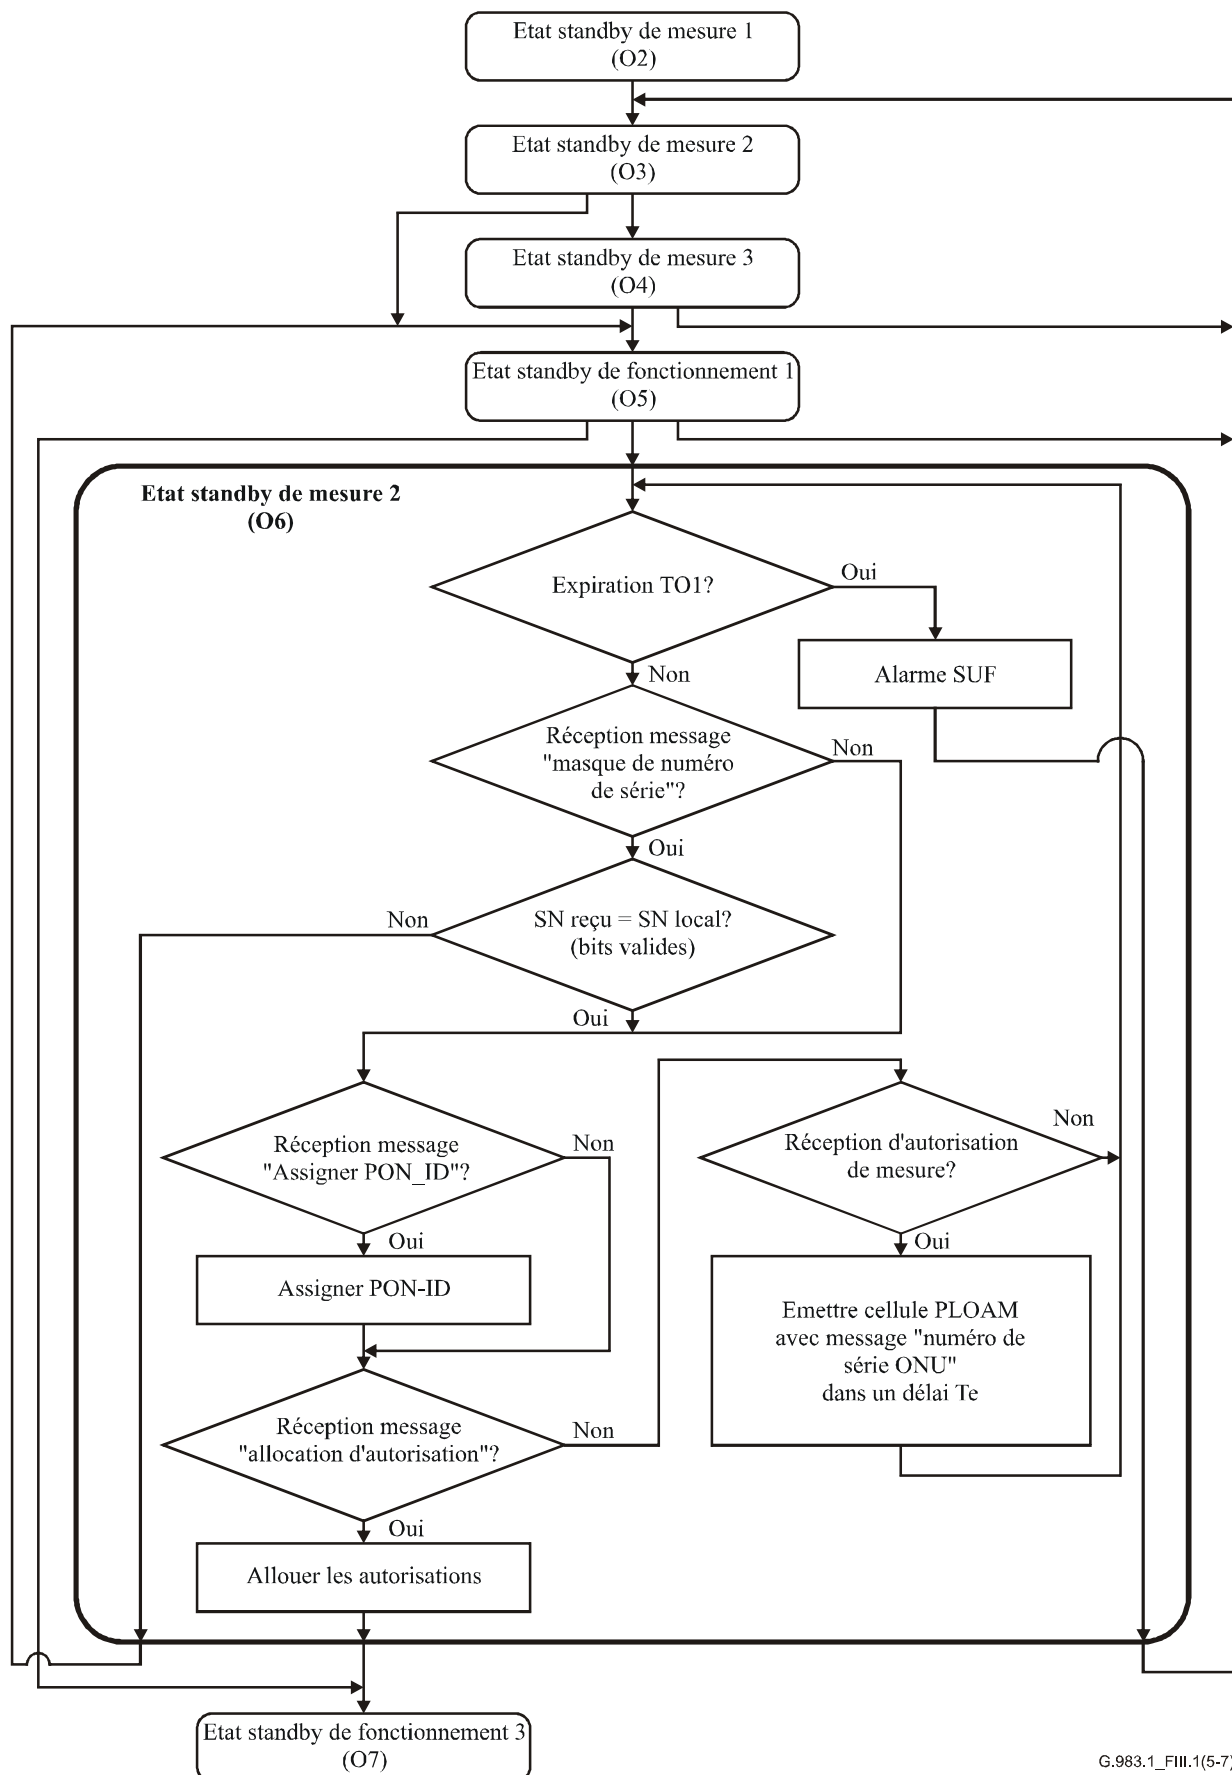 Etat standby de mesure 1
(O2)
Etat standby de mesure 2
(O3)
Etat standby de mesure 3
(O4)
Etat standby de fonctionnement 1
(O5)
Etat standby de mesure 2
(O6)
Expiration TO1?
Oui
Alarme SUF
Non
Réception message
"masque de numéro
de série"?
Non
Oui
SN reçu = SN local?
(bits valides)
Non
Oui
Réception message
"Assigner PON_ID"?
Non
Oui
Assigner PON-ID
Réception message
"allocation d'autorisation"?
Non
Oui
Allouer les autorisations
Réception d'autorisation
de mesure?
Non
Oui
Emettre cellule PLOAM
avec message "numéro de
série ONU"
dans un délai Te
Etat standby de fonctionnement 3
(O7)
G.983.1_FIII.1(5-7)